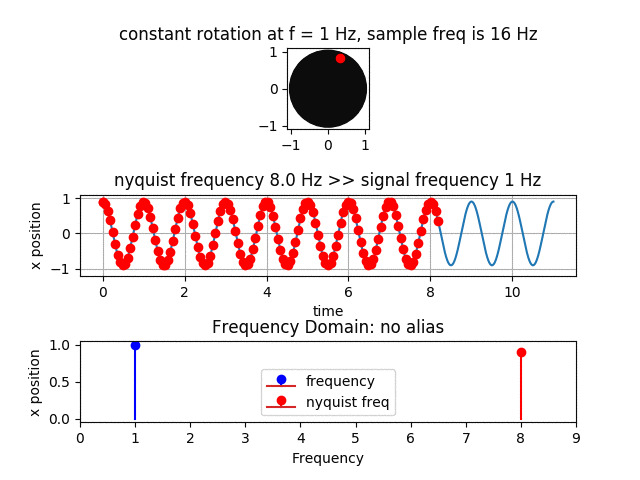 constant rotation at f = 1 Hz, sample freq is 16 Hz
1
0
−1
−1 0 1
nyquist frequency 8.0 Hz >> signal frequency 1 Hz
x position
1
0
−1
0 2 4 6 8 10
time
Frequency Domain: no alias
x position
1.0
0.5
0.0
frequency
nyquist freq
0 1 2 3 4 5 6 7 8 9
Frequency